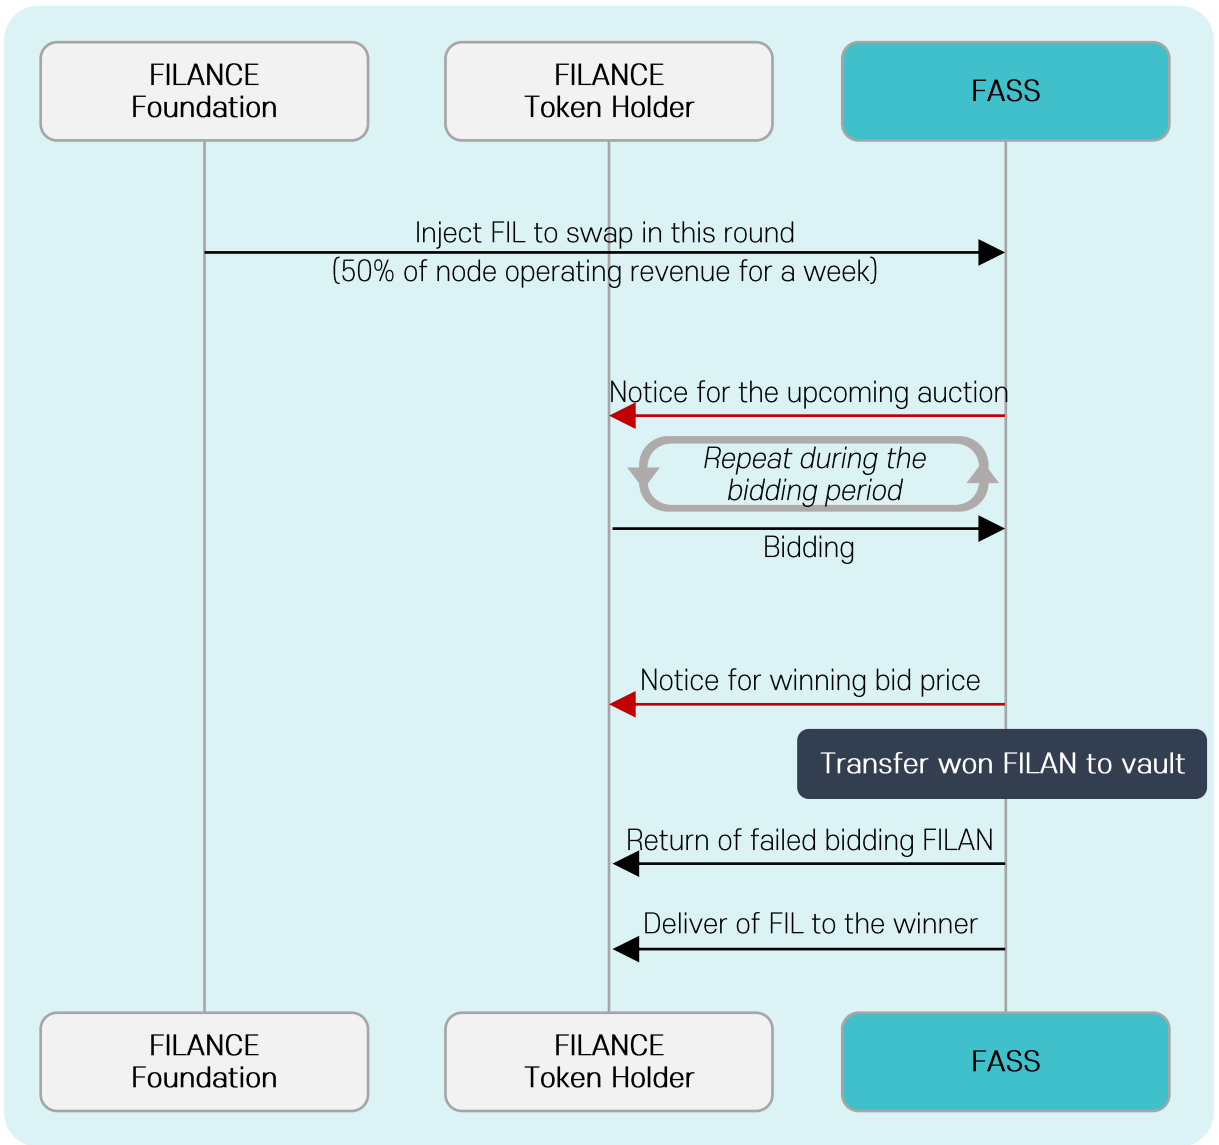 FILANCE
Foundation
FILANCE
Token Holder
FASS
Inject FIL to swap in this round
(50% of node operating revenue for a week)
Notice for the upcoming auction
Repeat during the
bidding period
Bidding
Notice for winning bid price
Transfer won FILAN to vault
Return of failed bidding FILAN
Deliver of FIL to the winner
FILANCE
Foundation
FILANCE
Token Holder
FASS